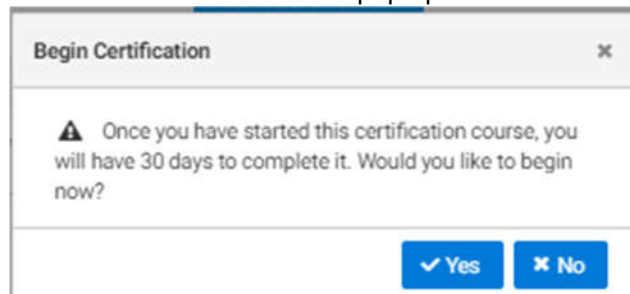 Begin Certification
Once you have started this certification course, you
will have 30 days to complete it. Would you like to begin
now?
Yes
No